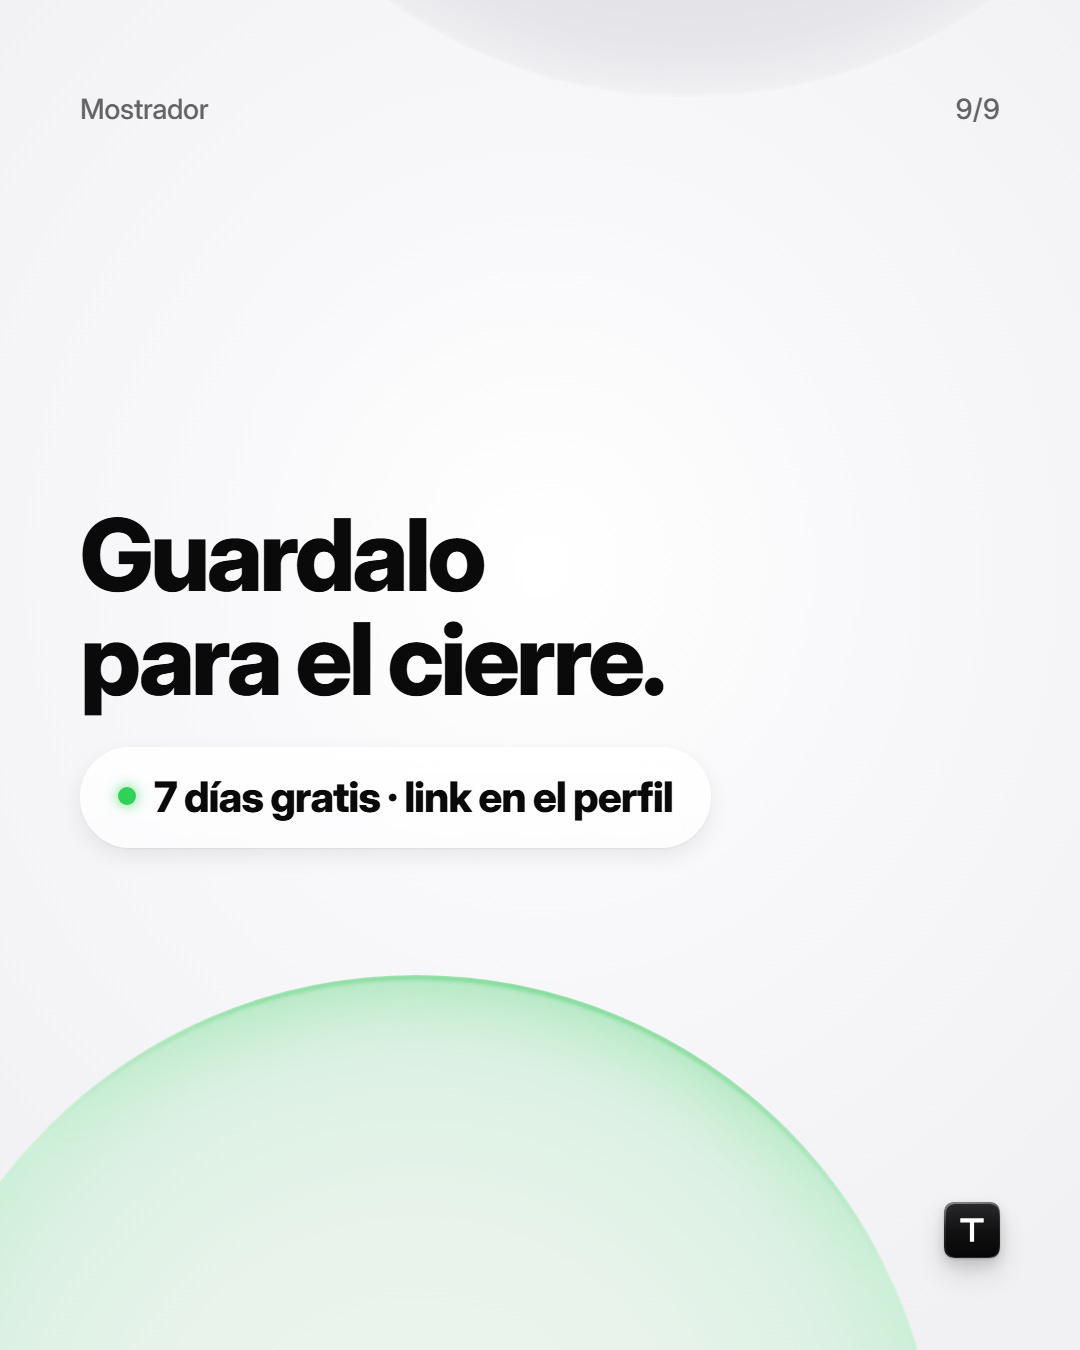 Mostrador
9/9
Guardalo
para el cierre.
7 días gratis · link en el perfil
T